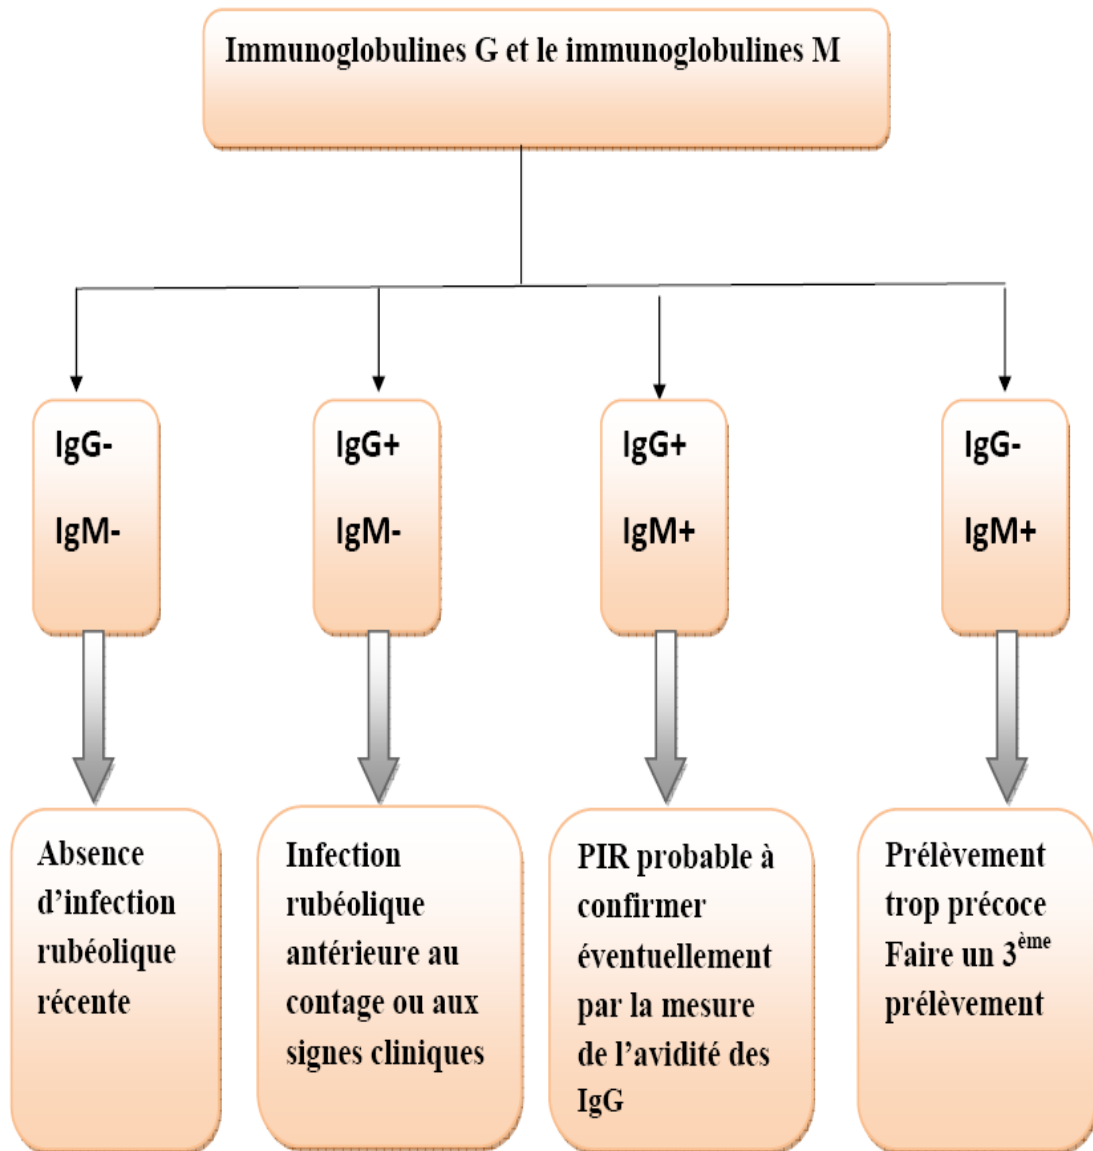 Immunoglobulines G et le immunoglobulines M
IgG-
IgM-
IgG+
IgM-
IgG+
IgM+
IgG-
IgM+
Absence
d’infection
rubéolique
récente
Infection
rubéolique
antérieure au
contage ou aux
signes cliniques
PIR probable à
confirmer
éventuellement
par la mesure
de l’avidité des
IgG
Prélèvement
trop précoce
Faire un 3ème
prélèvement